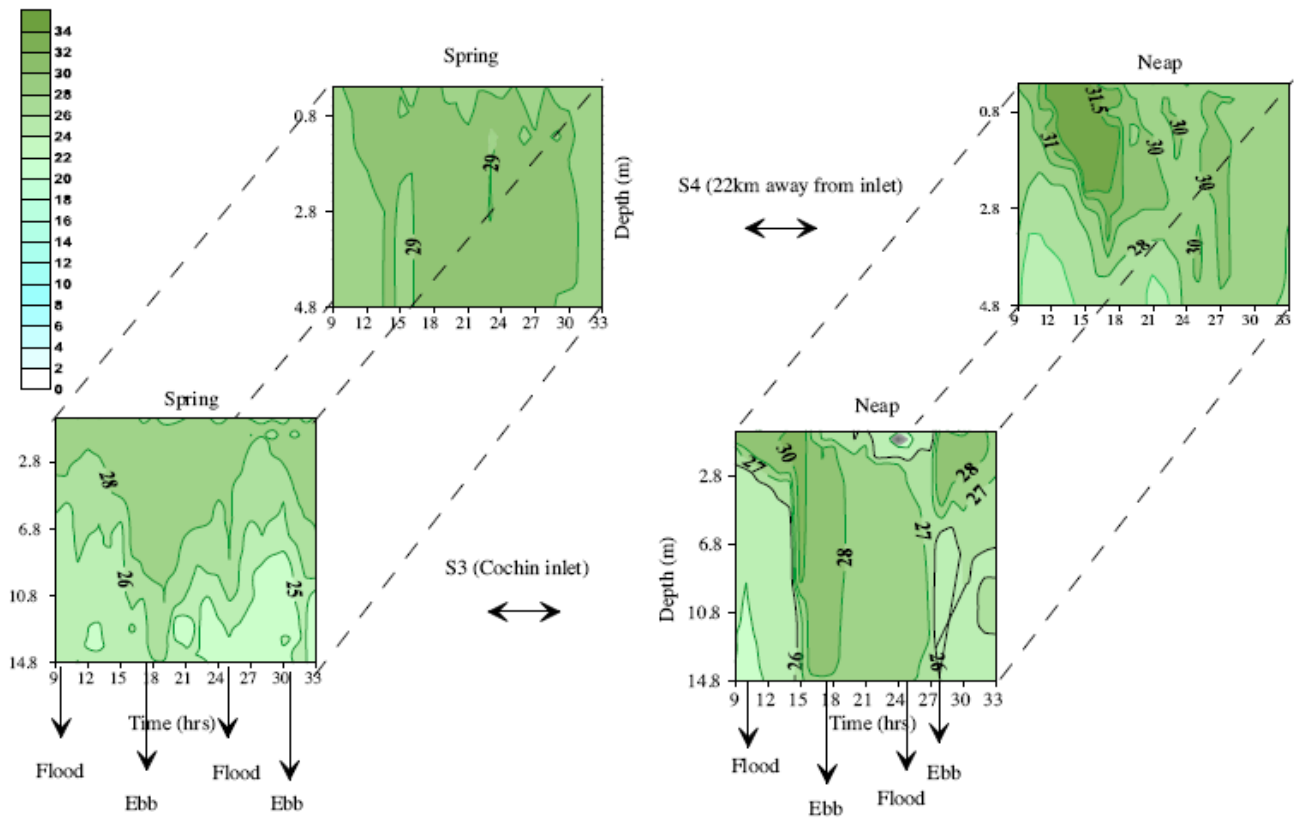 34
32
30
28
26
24
22
20
18
16
14
12
10
8
6
4
2
0
Spring
0.8
2.8
4.8
29
29
9 12 15 18 21 24 27 30 33
Depth (m)
S4 (22km away from inlet)
Neap
0.8
2.8
4.8
31.5
31
30
30
30
30
28
9 12 15 18 21 24 27 30 33
Spring
2.8
6.8
10.8
14.8
28
26
25
9 12 15 18 21 24 27 30 33
Time (hrs)
Flood
Ebb
Flood
Ebb
S3 (Cochin inlet)
Neap
Depth (m)
2.8
6.8
10.8
14.8
27
30
28
28
27
27
26
26
9 12 15 18 21 24 27 30 33
Time (hrs)
Flood
Ebb
Flood
Ebb